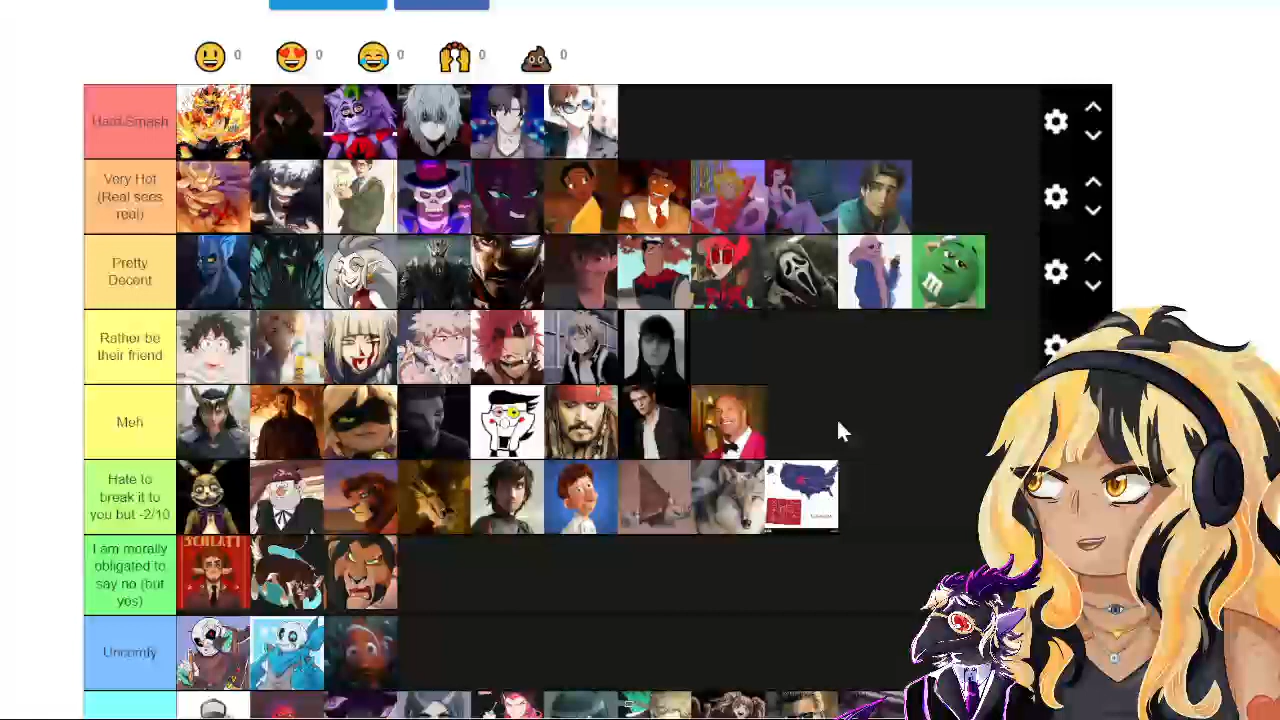 0 0 0 0 0
Hard Smash
Very Hot
(Real sees
real)
Pretty
Decent
Rather be
their friend
Meh
Hate to
break it to
you but -2/10
SCHLATT
I am morally
obligated to
say no (but
yes)
Uncomfy